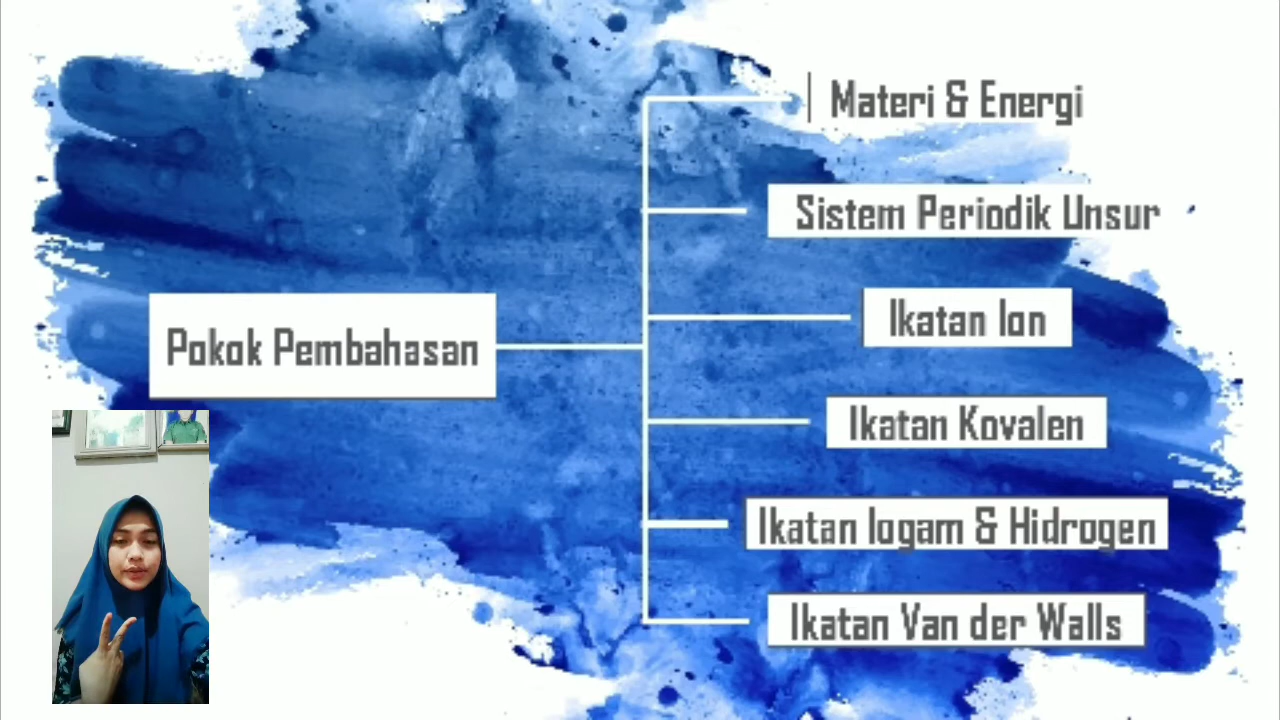 Pokok Pembahasan
Materi & Energi
Sistem Periodik Unsur
Ikatan Ion
Ikatan Kovalen
Ikatan logam & Hidrogen
Ikatan Van der Walls